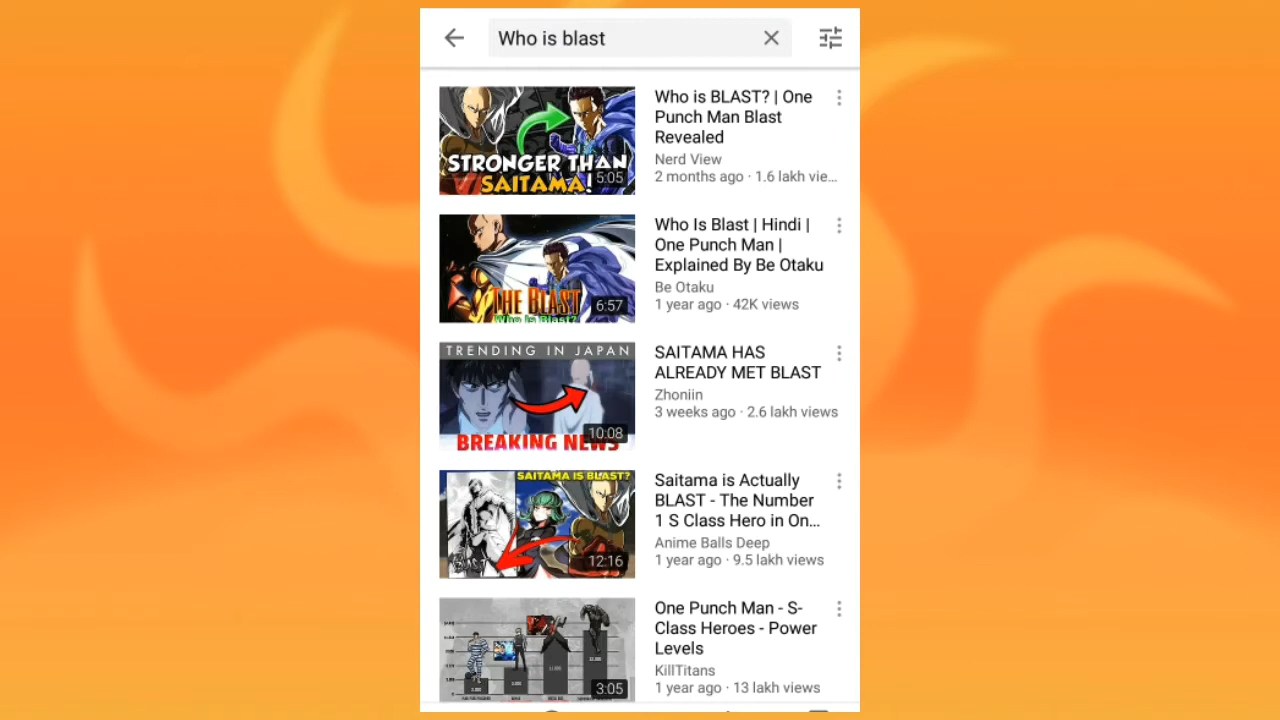 Who is blast
STRONGER THAN
SAITAMA!
5:05
Who is BLAST? | One
Punch Man Blast
Revealed
Nerd View
2 months ago · 1.6 lakh vie...
THE BLAST
Who Is Blast?
6:57
Who Is Blast | Hindi |
One Punch Man |
Explained By Be Otaku
Be Otaku
1 year ago · 42K views
TRENDING IN JAPAN
BREAKING NEWS
10:08
SAITAMA HAS
ALREADY MET BLAST
Zhoniin
3 weeks ago · 2.6 lakh views
SAITAMA IS BLAST?
BLAST
12:16
Saitama is Actually
BLAST - The Number
1 S Class Hero in On...
Anime Balls Deep
1 year ago · 9.5 lakh views
3:05
One Punch Man - S-
Class Heroes - Power
Levels
KillTitans
1 year ago · 13 lakh views